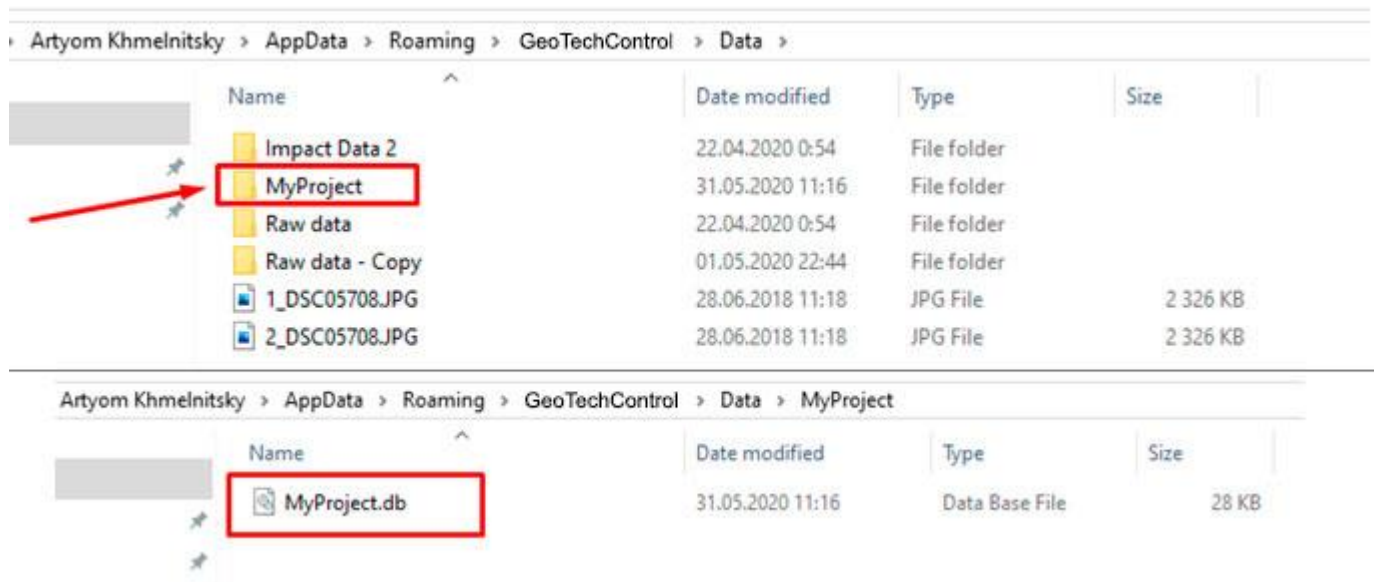 Artyom Khmelnitsky > AppData > Roaming > GeoTechControl > Data >
Name Date modified Type Size
Impact Data 2 22.04.2020 0:54 File folder
MyProject 31.05.2020 11:16 File folder
Raw data 22.04.2020 0:54 File folder
Raw data - Copy 01.05.2020 22:44 File folder
1_DSC05708.JPG 28.06.2018 11:18 JPG File 2 326 KB
2_DSC05708.JPG 28.06.2018 11:18 JPG File 2 326 KB
Artyom Khmelnitsky > AppData > Roaming > GeoTechControl > Data > MyProject
Name Date modified Type Size
MyProject.db 31.05.2020 11:16 Data Base File 28 KB